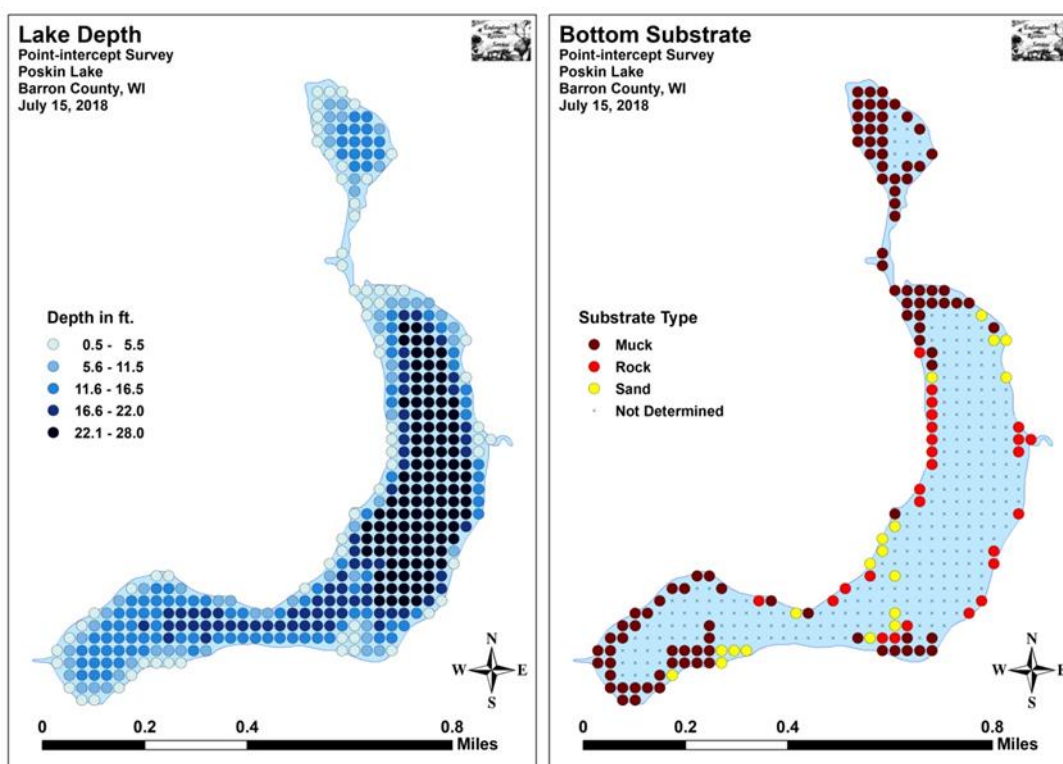 Lake Depth
Point-intercept Survey
Poskin Lake
Barron County, WI
July 15, 2018
Depth in ft.
0.5 - 5.5
5.6 - 11.5
11.6 - 16.5
16.6 - 22.0
22.1 - 28.0
N
W E
S
0 0.2 0.4 0.8
Miles
Bottom Substrate
Point-intercept Survey
Poskin Lake
Barron County, WI
July 15, 2018
Substrate Type
Muck
Rock
Sand
Not Determined
N
W E
S
0 0.2 0.4 0.8
Miles